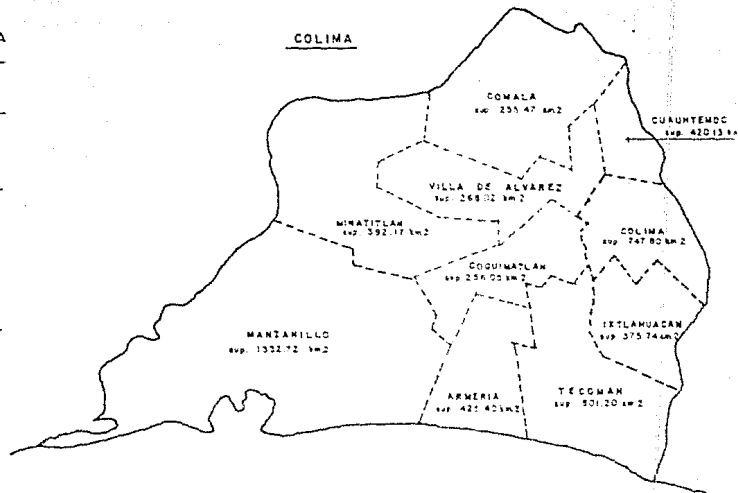 COLIMA
A
COMALA
sup. 255.47 km2
CUAUHTEMOC
sup. 420.13 km
VILLA DE ALVAREZ
sup. 268.02 km2
MINATITLAN
sup. 392.17 km2
COLIMA
sup 747.80 km2
COQUIMATLAN
sup 256.00 km2
MANZANILLO
sup. 1332.72 km2
IXTLAHUACAN
sup 375.74 km2
ARMERIA
sup 421.40 km2
TECOMAN
sup 501.20 km2